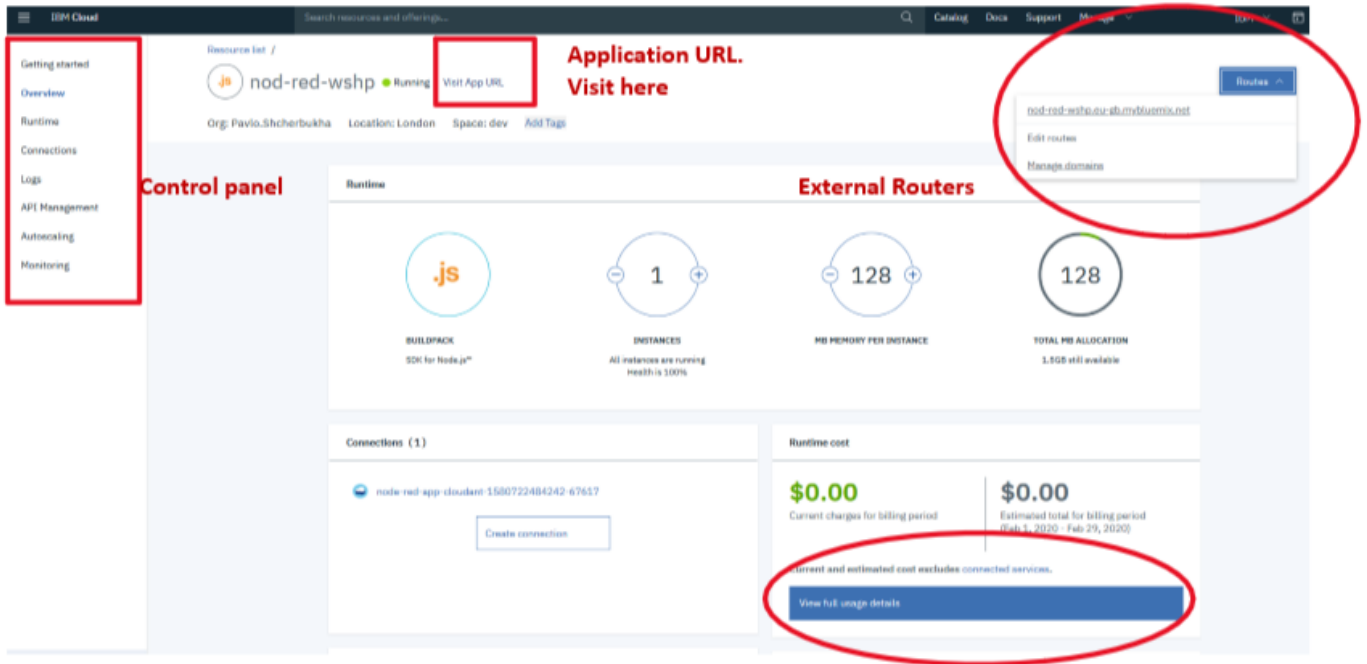 IBM Cloud
Search resources and offerings...
Catalog Docs Support Manage
IBM
Getting started
Overview
Runtime
Connections
Logs
API Management
Autoscaling
Monitoring
Control panel
Resource list /
.js nod-red-wshp Running Visit App URL
Org: Pavlo.Shcherbukha Location: London Space: dev Add Tags
Application URL.
Visit here
Routes
nod-red-wshp.eu-gb.mybluemix.net
Edit routes
Manage domains
External Routers
Runtime
.js
1
128
128
BUILDPACK
SDK for Node.js™
INSTANCES
All instances are running
Health is 100%
MB MEMORY PER INSTANCE
TOTAL MB ALLOCATION
1.5GB still available
Connections (1)
node-red-app-cloudant-1580722484242-67617
Create connection
Runtime cost
$0.00
Current charges for billing period
$0.00
Estimated total for billing period
(Feb 1, 2020 - Feb 29, 2020)
Current and estimated cost excludes connected services.
View full usage details